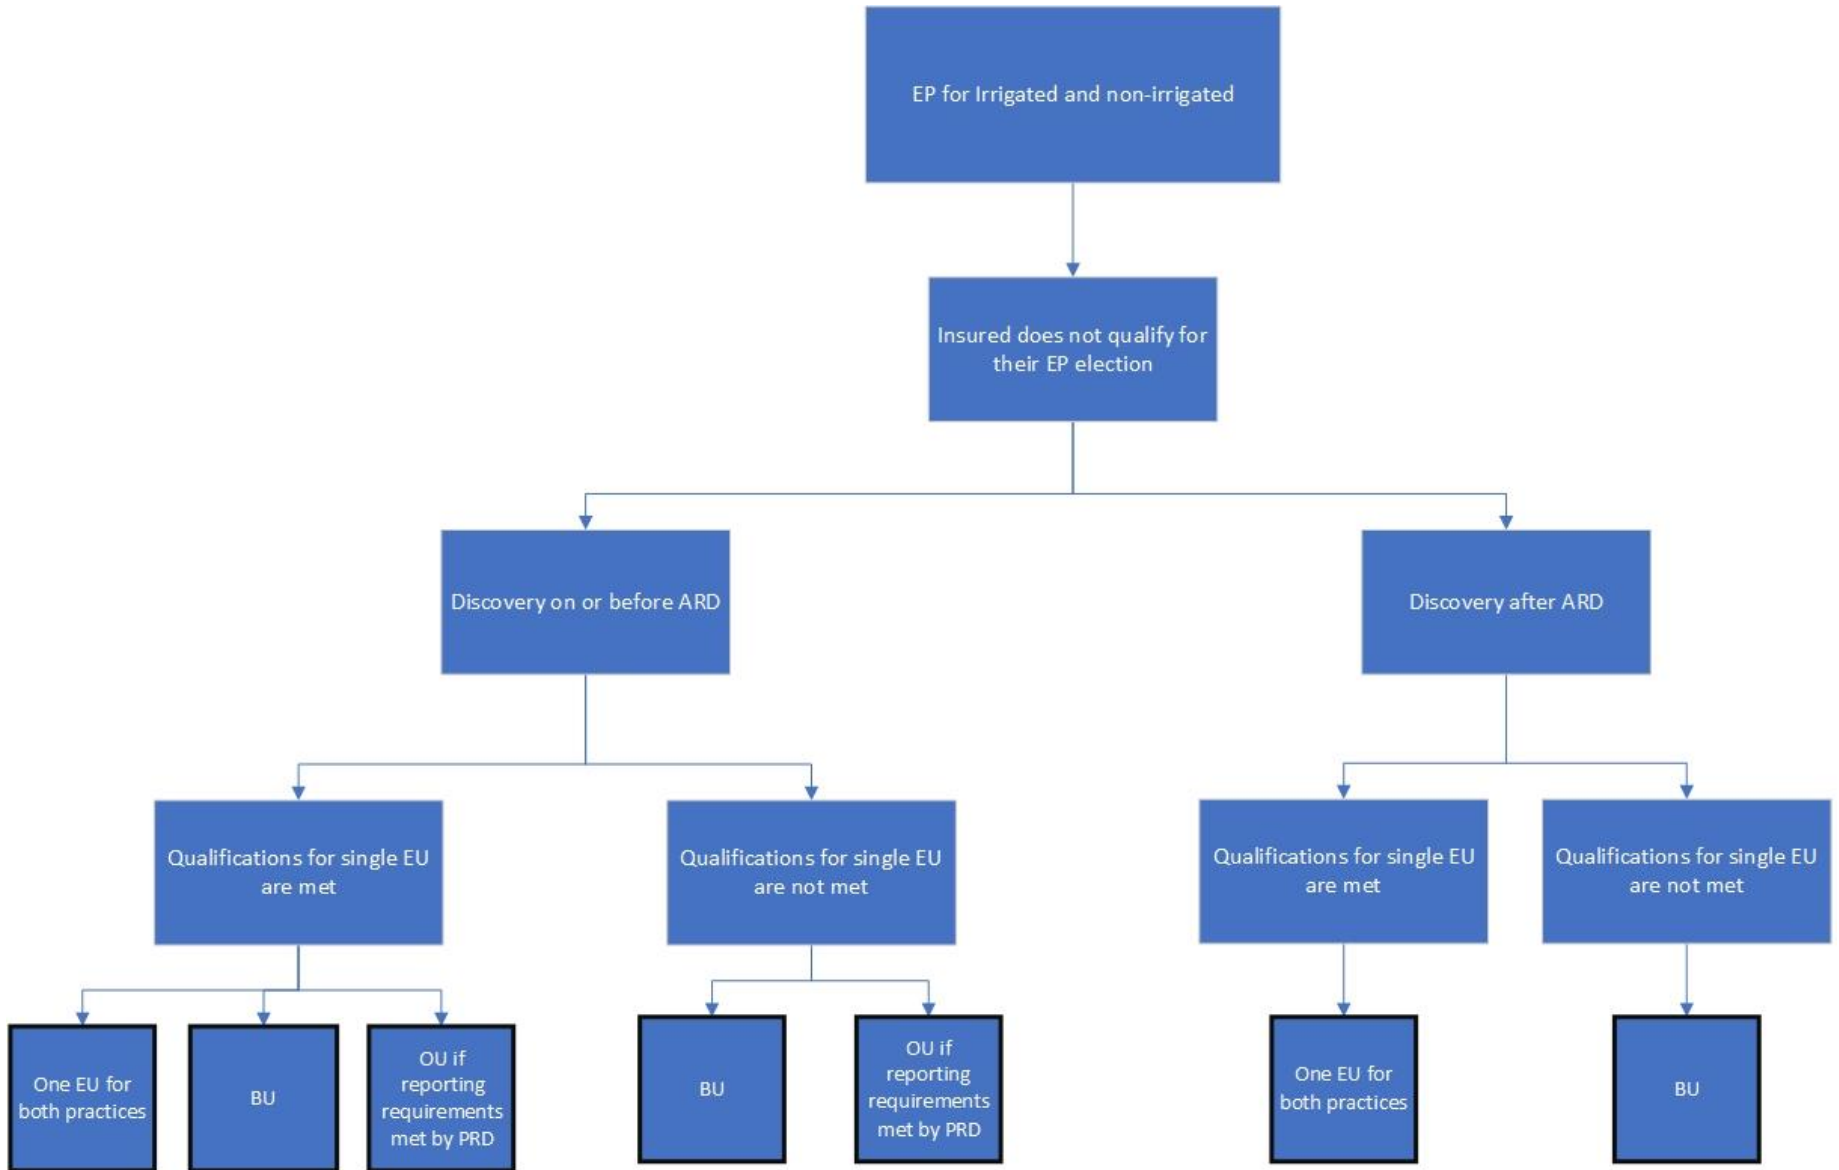 EP for Irrigated and non-irrigated
Insured does not qualify for
their EP election
Discovery on or before ARD
Discovery after ARD
Qualifications for single EU
are met
Qualifications for single EU
are not met
Qualifications for single EU
are met
Qualifications for single EU
are not met
One EU for
both practices
BU
OU if
reporting
requirements
met by PRD
BU
OU if
reporting
requirements
met by PRD
One EU for
both practices
BU